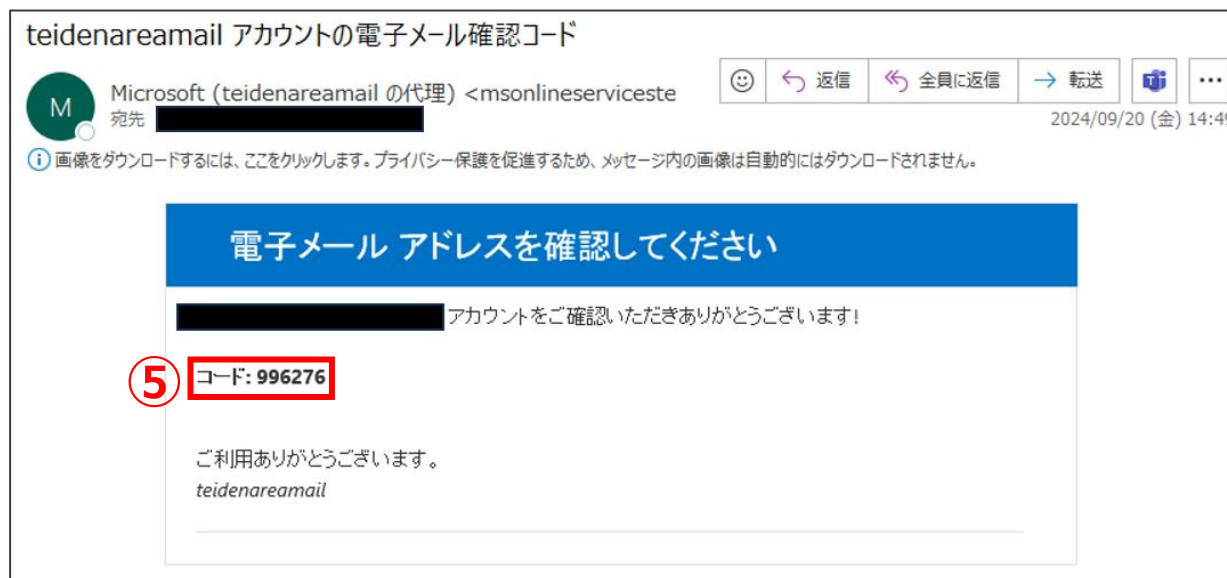 teidenareamail アカウントの電子メール確認コード
M
Microsoft (teidenareamail の代理) <msonlineserviceste
返信
全員に返信
転送
宛先
2024/09/20 (金) 14:49
画像をダウンロードするには、ここをクリックします。プライバシー保護を促進するため、メッセージ内の画像は自動的にはダウンロードされません。
電子メール アドレスを確認してください
アカウントをご確認いただきありがとうございます!
⑤ コード: 996276
ご利用ありがとうございます。
teidenareamail